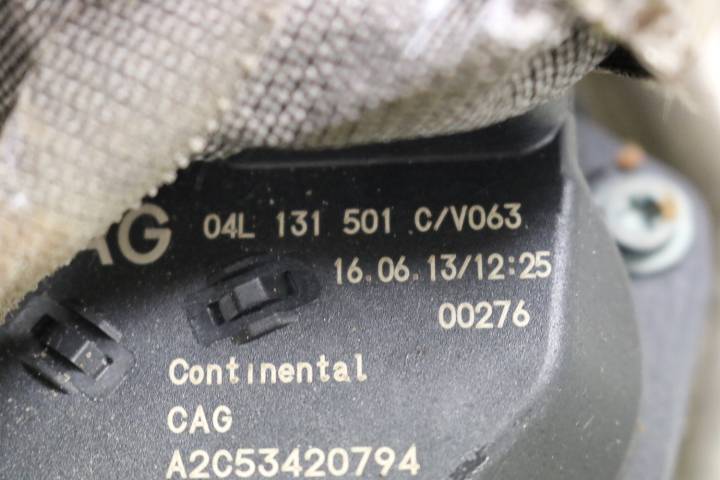 AG 04L 131 501 C/V063
16.06.13/12:25
00276
Continental
CAG
A2C53420794